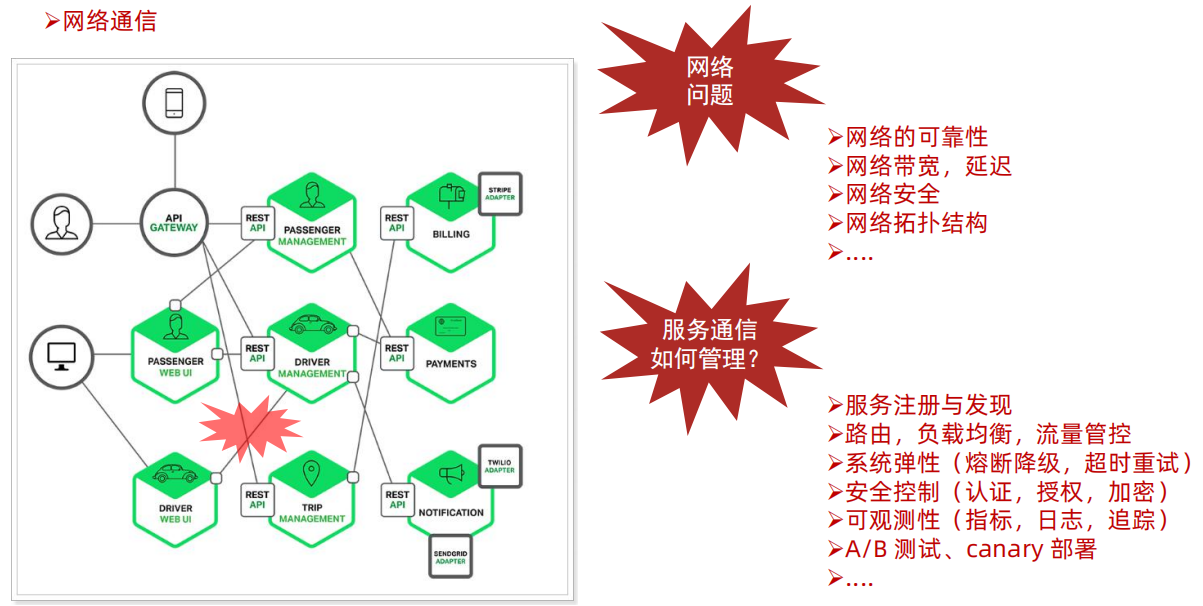 ➢网络通信
API
GATEWAY
REST
API
PASSENGER
MANAGEMENT
REST
API
BILLING
STRIPE
ADAPTER
PASSENGER
WEB UI
REST
API
DRIVER
MANAGEMENT
REST
API
PAYMENTS
DRIVER
WEB UI
REST
API
TRIP
MANAGEMENT
REST
API
NOTIFICATION
TWILIO
ADAPTER
SENDGRID
ADAPTER
网络
问题
➢网络的可靠性
➢网络带宽，延迟
➢网络安全
➢网络拓扑结构
➢....
服务通信
如何管理？
➢服务注册与发现
➢路由，负载均衡，流量管控
➢系统弹性（熔断降级，超时重试）
➢安全控制（认证，授权，加密）
➢可观测性（指标，日志，追踪）
➢A/B 测试、canary 部署
➢....